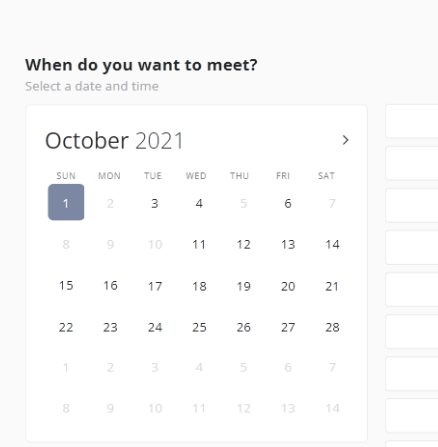 When do you want to meet?
Select a date and time
October 2021
SUN MON TUE WED THU FRI SAT
1 2 3 4 5 6 7
8 9 10 11 12 13 14
15 16 17 18 19 20 21
22 23 24 25 26 27 28
1 2 3 4 5 6 7
8 9 10 11 12 13 14